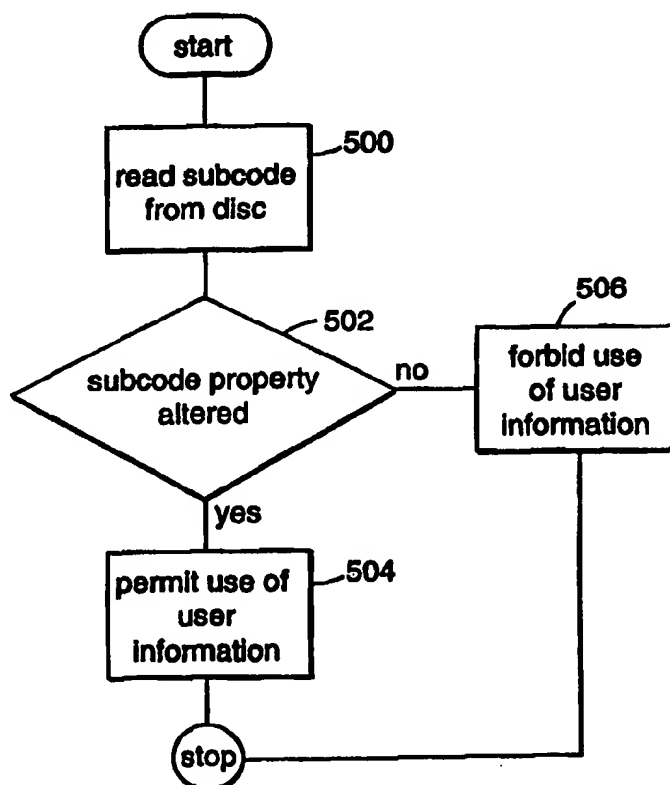 start
500
read subcode
from disc
502
subcode property
altered
no
506
forbid use
of user
information
yes
504
permit use of
user
information
stop